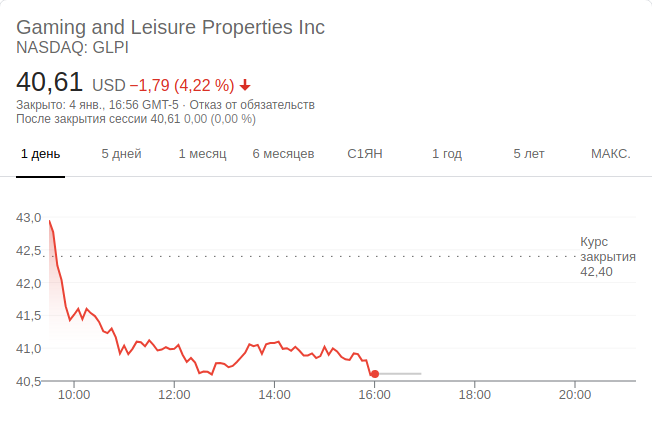 Gaming and Leisure Properties Inc
NASDAQ: GLPI
40,61 USD −1,79 (4,22 %)
Закрыто: 4 янв., 16:56 GMT-5 · Отказ от обязательств
После закрытия сессии 40,61 0,00 (0,00 %)
1 день 5 дней 1 месяц 6 месяцев С1ЯН 1 год 5 лет МАКС.
43,0
42,5
42,0
41,5
41,0
40,5
Курс
закрытия
42,40
10:00 12:00 14:00 16:00 18:00 20:00